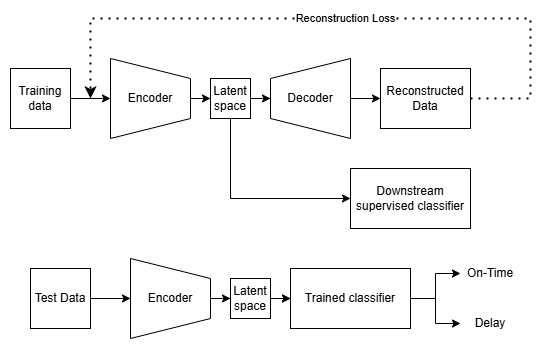 Reconstruction Loss
Training
data
Encoder
Latent
space
Decoder
Reconstructed
Data
Downstream
supervised classifier
Test Data
Encoder
Latent
space
Trained classifier
On-Time
Delay